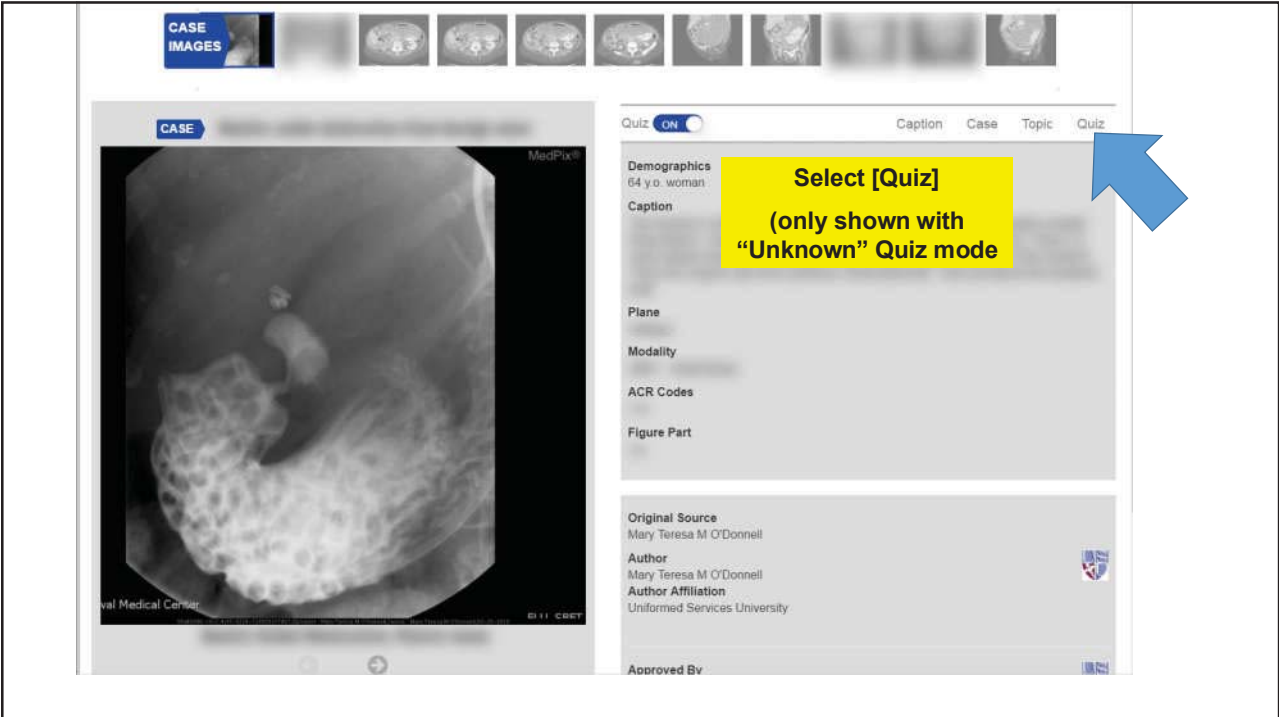 CASE
IMAGES
CASE
MedPix®
Quiz ON
Caption Case Topic Quiz
Demographics
64 y.o. woman
Select [Quiz]
(only shown with
“Unknown” Quiz mode
Caption
Plane
Modality
ACR Codes
Figure Part
Original Source
Mary Teresa M O'Donnell
Author
Mary Teresa M O'Donnell
Author Affiliation
Uniformed Services University
Approved By
val Medical Center